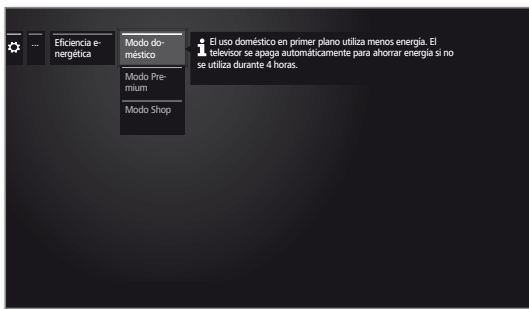 ...
Eficiencia e-
nergética
Modo do-
méstico
Modo Pre-
mium
Modo Shop
El uso doméstico en primer plano utiliza menos energía. El
televisor se apaga automáticamente para ahorrar energía si no
se utiliza durante 4 horas.